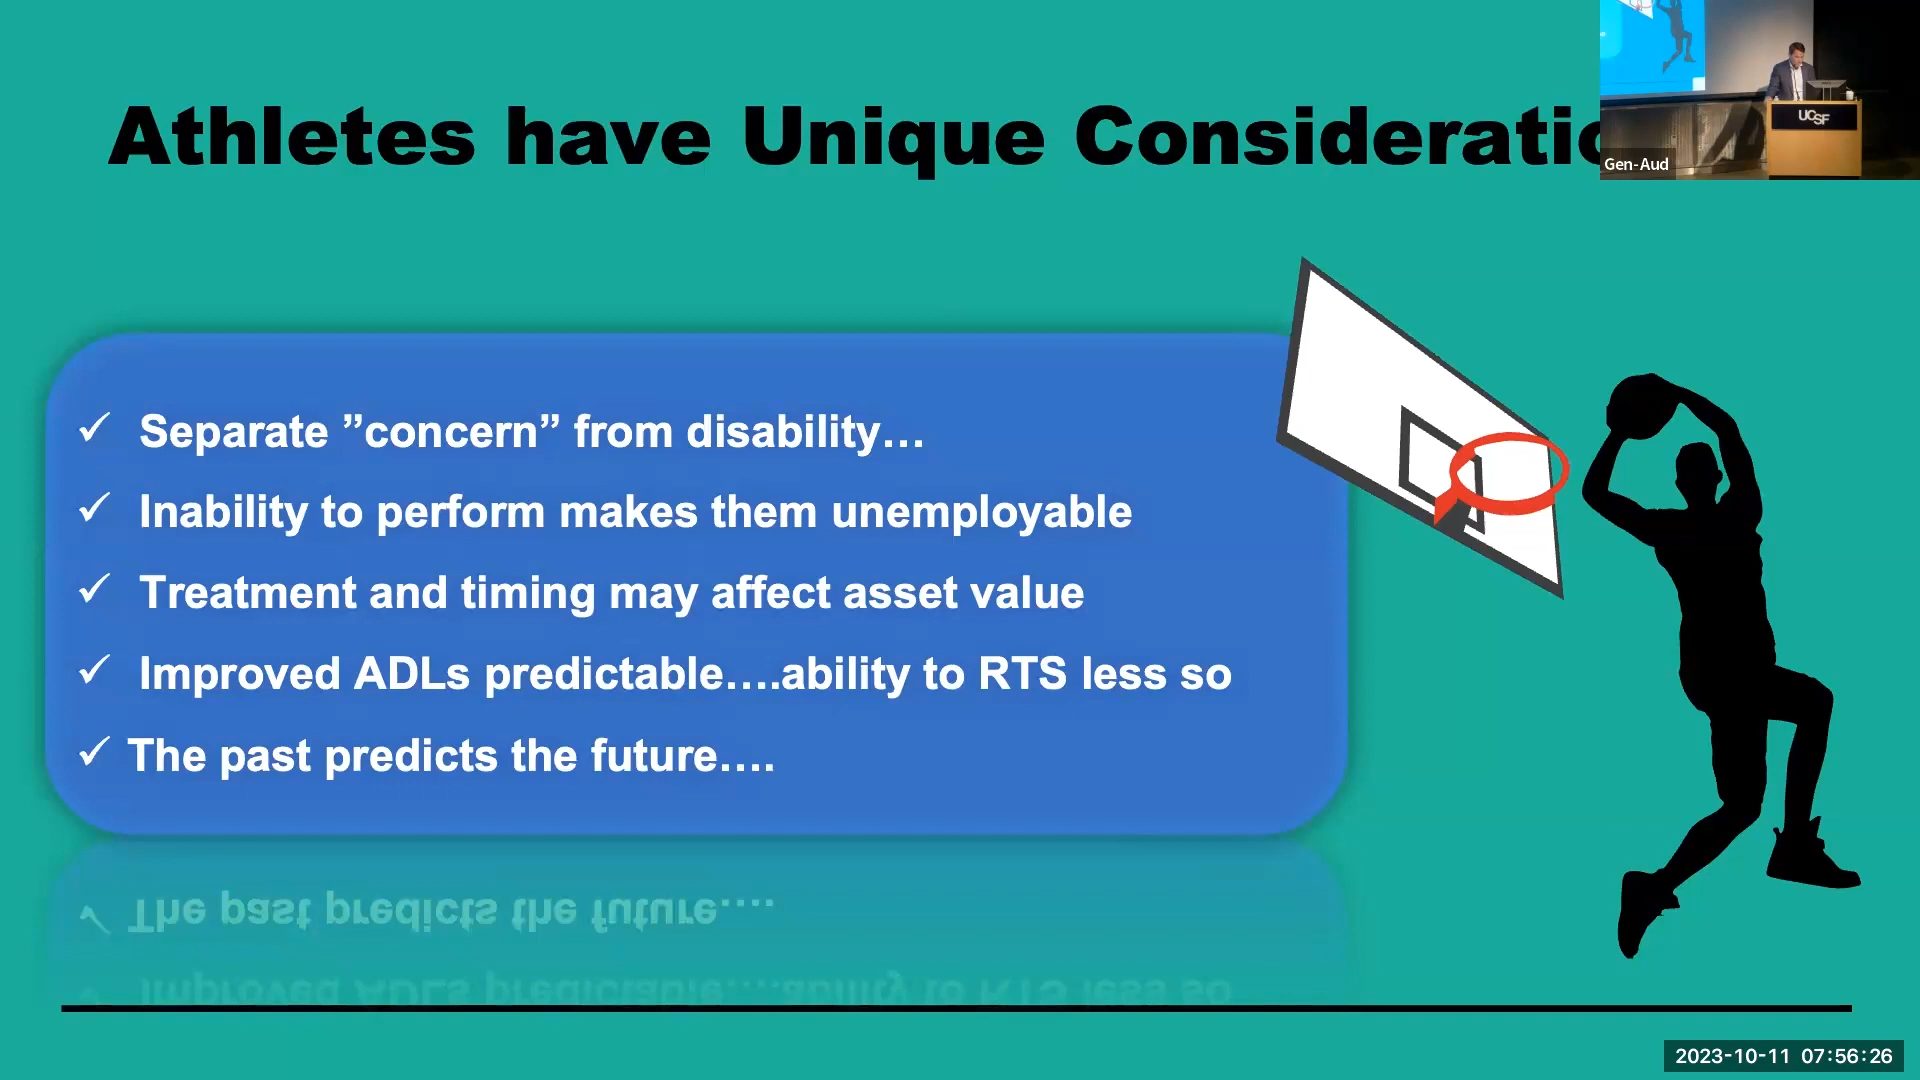 Athletes have Unique Consideratio
UCSF
Gen-Aud
✓ Separate ”concern” from disability…
✓ Inability to perform makes them unemployable
✓ Treatment and timing may affect asset value
✓ Improved ADLs predictable….ability to RTS less so
✓ The past predicts the future….
2023-10-11 07:56:26